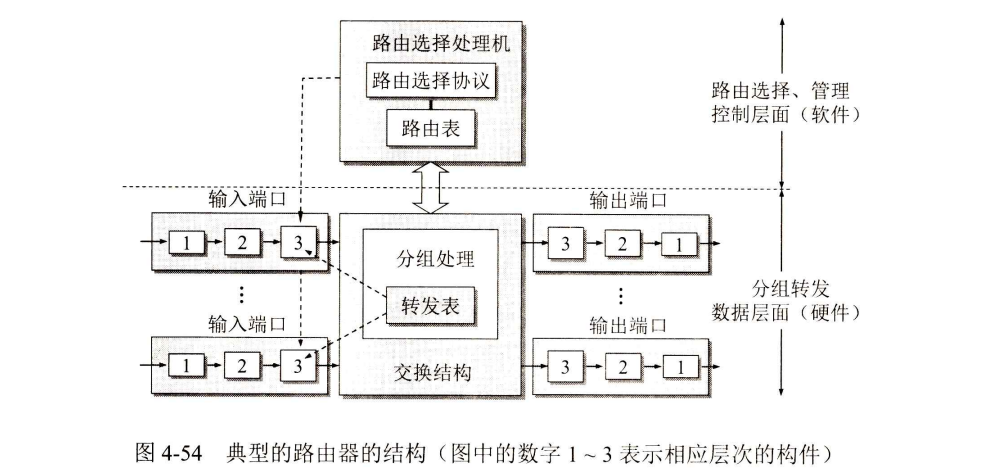 路由选择处理机
路由选择协议
路由表
路由选择、管理
控制层面（软件）
输入端口
1 2 3
⋮
输入端口
1 2 3
分组处理
转发表
交换结构
输出端口
3 2 1
⋮
输出端口
3 2 1
分组转发
数据层面（硬件）
图 4-54 典型的路由器的结构（图中的数字 1 ~ 3 表示相应层次的构件）